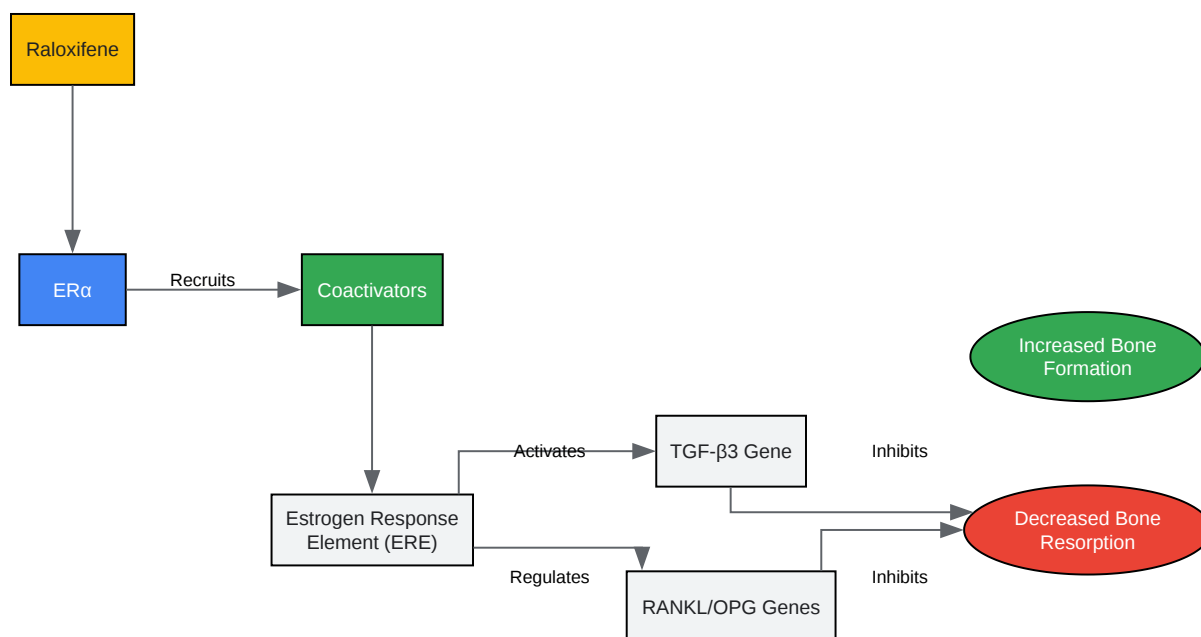 Raloxifene
ERα
Recruits
Coactivators
Increased Bone
Formation
Activates
TGF-β3 Gene
Inhibits
Estrogen Response
Element (ERE)
Decreased Bone
Resorption
Regulates
Inhibits
RANKL/OPG Genes